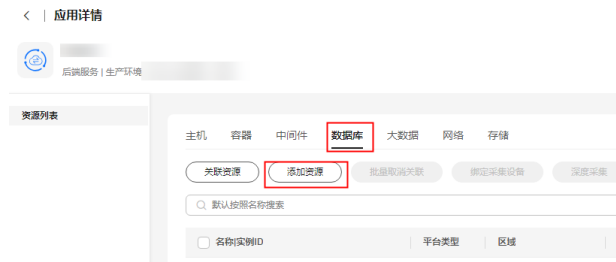 < | 应用详情
后端服务 | 生产环境
资源列表
主机 容器 中间件 数据库 大数据 网络 存储
关联资源 添加资源 批量取消关联 绑定采集设备 深度采集
默认按照名称搜索
名称|实例ID 平台类型 区域